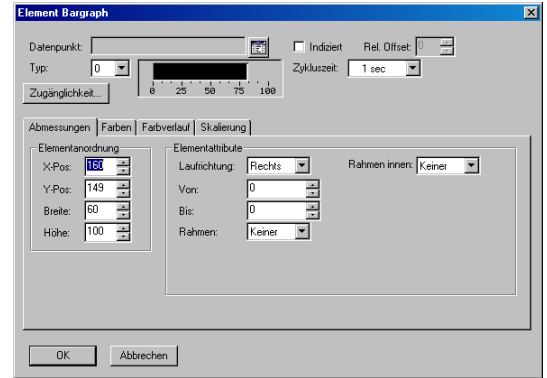 Element Bargraph
Datenpunkt:
Indiziert Rel. Offset: 0
Typ: 0
Zykluszeit: 1 sec
Zugänglichkeit...
0 25 50 75 100
Abmessungen Farben Farbverlauf Skalierung
Elementanordnung
X-Pos: 160
Y-Pos: 149
Breite: 60
Höhe: 100
Elementattribute
Laufrichtung: Rechts
Rahmen innen: Keiner
Von: 0
Bis: 0
Rahmen: Keiner
OK Abbrechen